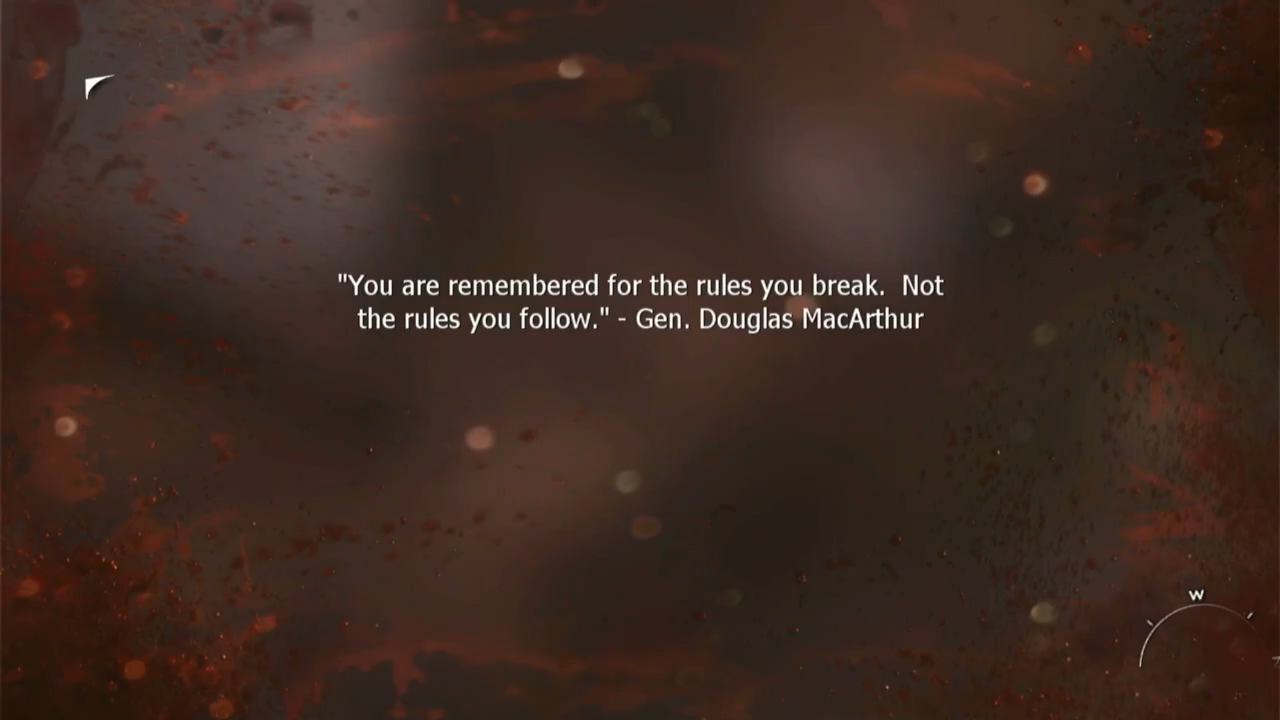 "You are remembered for the rules you break.  Not
the rules you follow." - Gen. Douglas MacArthur
W